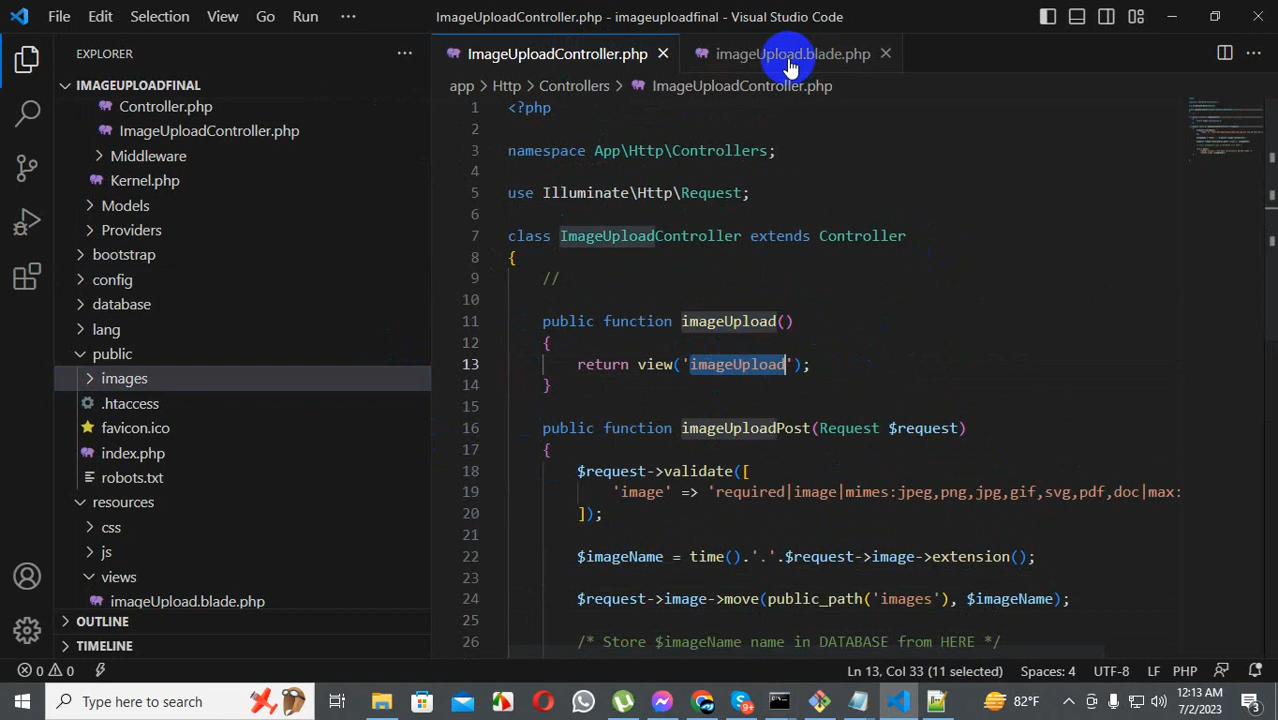 File Edit Selection View Go Run ··· ImageUploadController.php - imageuploadfinal - Visual Studio Code
EXPLORER ···
IMAGEUPLOADFINAL
Controller.php
ImageUploadController.php
Middleware
Kernel.php
Models
Providers
bootstrap
config
database
lang
public
images
.htaccess
favicon.ico
index.php
robots.txt
resources
css
js
views
imageUpload.blade.php
OUTLINE
TIMELINE
ImageUploadController.php imageUpload.blade.php
app > Http > Controllers > ImageUploadController.php
1 <?php
2
3 namespace App\Http\Controllers;
4
5 use Illuminate\Http\Request;
6
7 class ImageUploadController extends Controller
8 {
9 //
10
11 public function imageUpload()
12 {
13 return view('imageUpload');
14 }
15
16 public function imageUploadPost(Request $request)
17 {
18 $request->validate([
19 'image' => 'required|image|mimes:jpeg,png,jpg,gif,svg,pdf,doc|max:
20 ]);
21
22 $imageName = time().'.'.$request->image->extension();
23
24 $request->image->move(public_path('images'), $imageName);
25
26 /* Store $imageName name in DATABASE from HERE */
0 0 Ln 13, Col 33 (11 selected) Spaces: 4 UTF-8 LF PHP
Type here to search 9+ 82°F 12:13 AM
7/2/2023 3